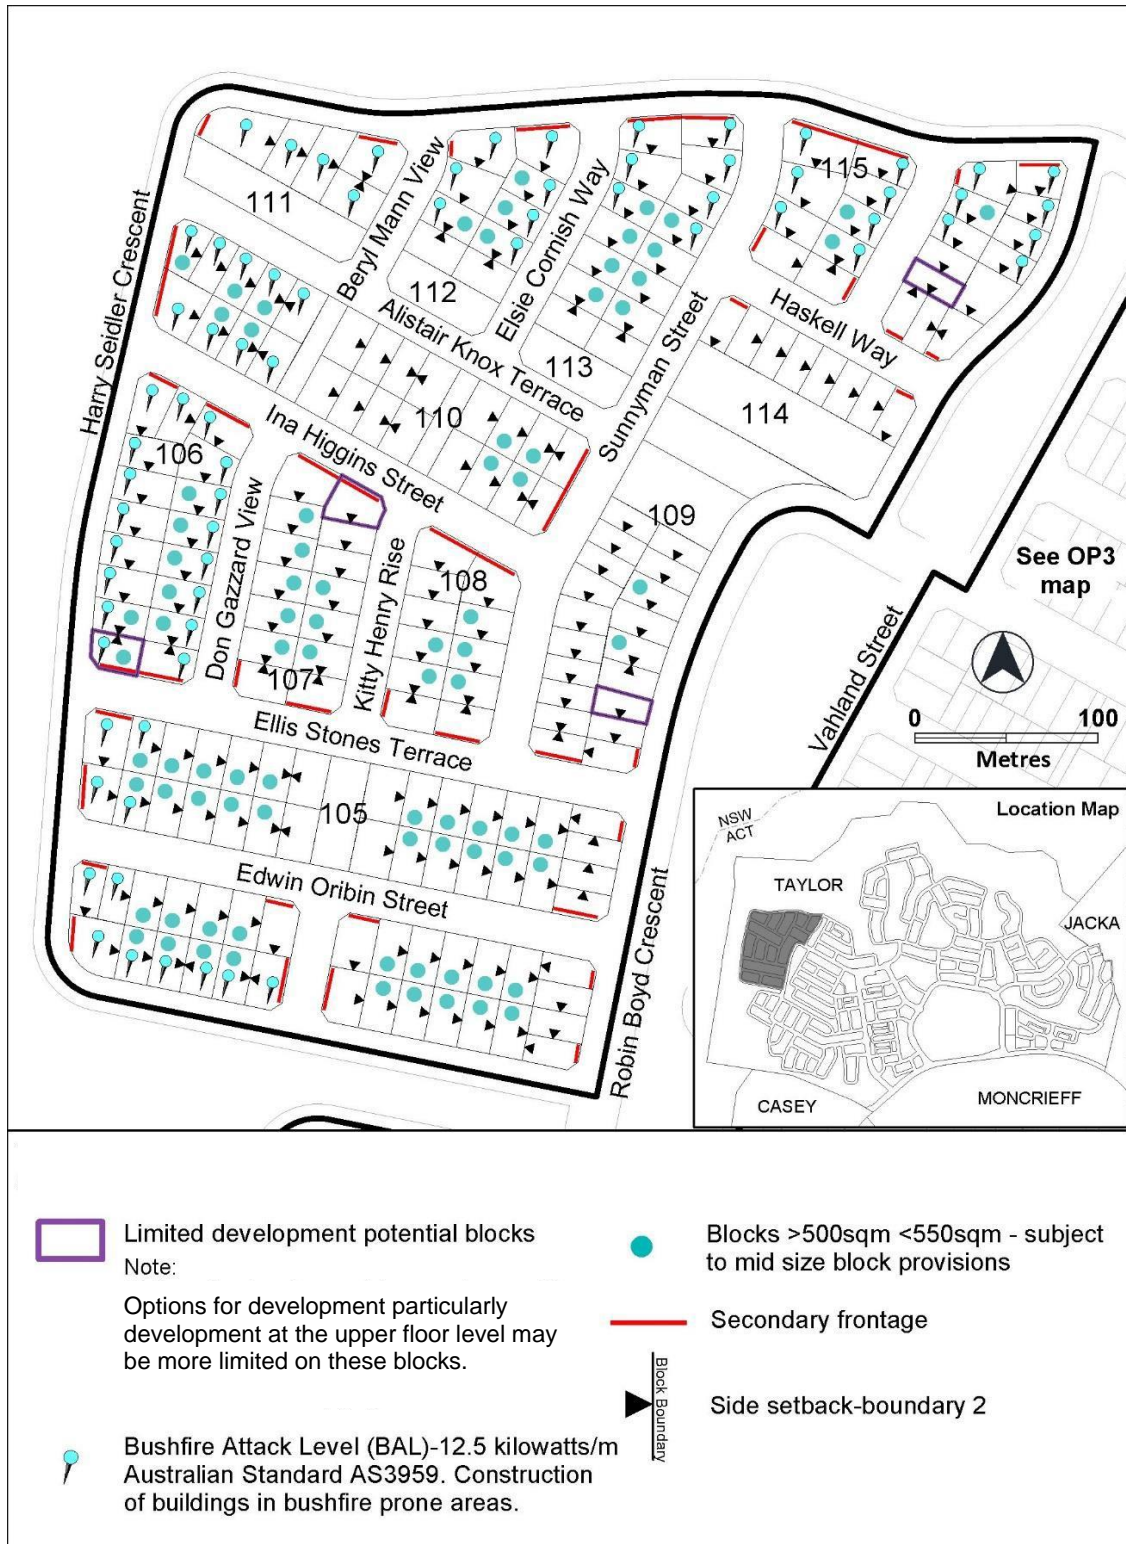 115
111
Beryl Mann View
Elsie Cornish Way
Harry Seidler Crescent
112
Alistair Knox Terrace
Haskell Way
113
Sunnyman Street
114
110
Ina Higgins Street
106
109
Don Gazzard View
Kitty Henry Rise
108
See OP3
map
107
Vahland Street
0 100
Metres
Ellis Stones Terrace
105
Edwin Oribin Street
Robin Boyd Crescent
Location Map
NSW
ACT
TAYLOR
JACKA
CASEY
MONCRIEFF
Limited development potential blocks
Note:
Options for development particularly
development at the upper floor level may
be more limited on these blocks.
Bushfire Attack Level (BAL)-12.5 kilowatts/m
Australian Standard AS3959. Construction
of buildings in bushfire prone areas.
Blocks >500sqm <550sqm - subject
to mid size block provisions
Secondary frontage
Block Boundary
Side setback-boundary 2